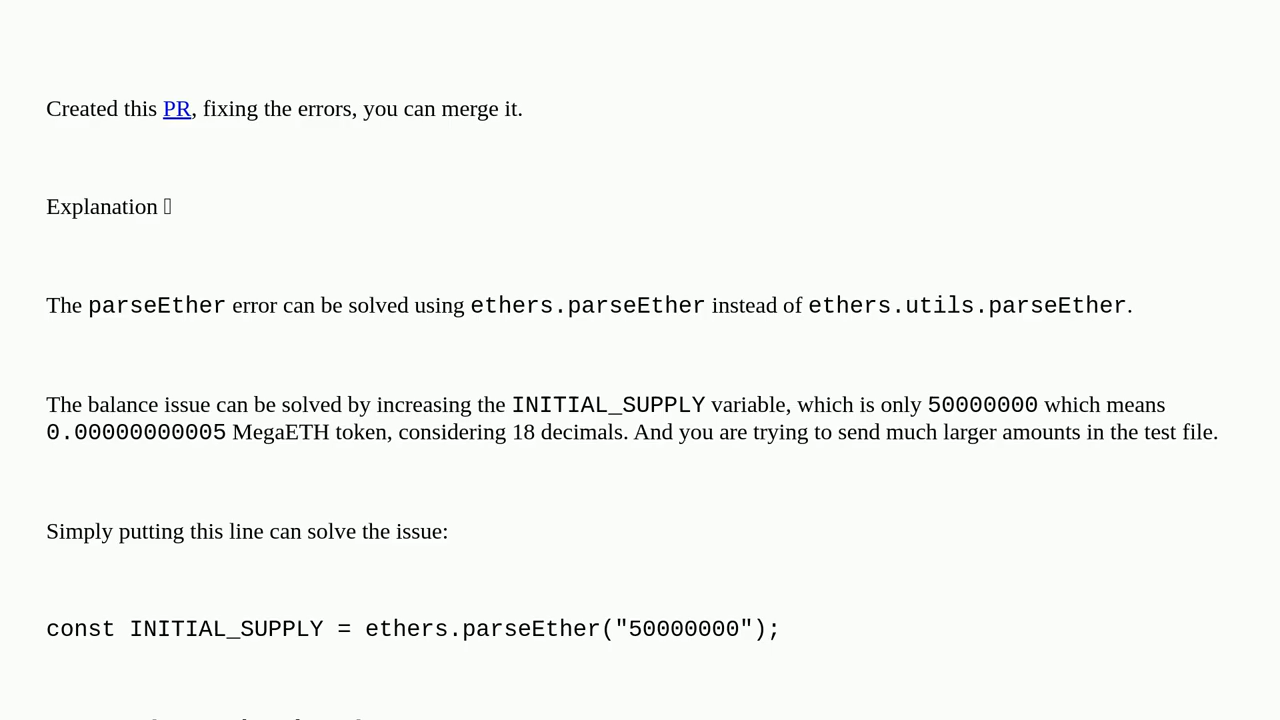 Created this PR, fixing the errors, you can merge it.
Explanation
The parseEther error can be solved using ethers.parseEther instead of ethers.utils.parseEther.
The balance issue can be solved by increasing the INITIAL_SUPPLY variable, which is only 50000000 which means
0.00000000005 MegaETH token, considering 18 decimals. And you are trying to send much larger amounts in the test file.
Simply putting this line can solve the issue:
const INITIAL_SUPPLY = ethers.parseEther("50000000");